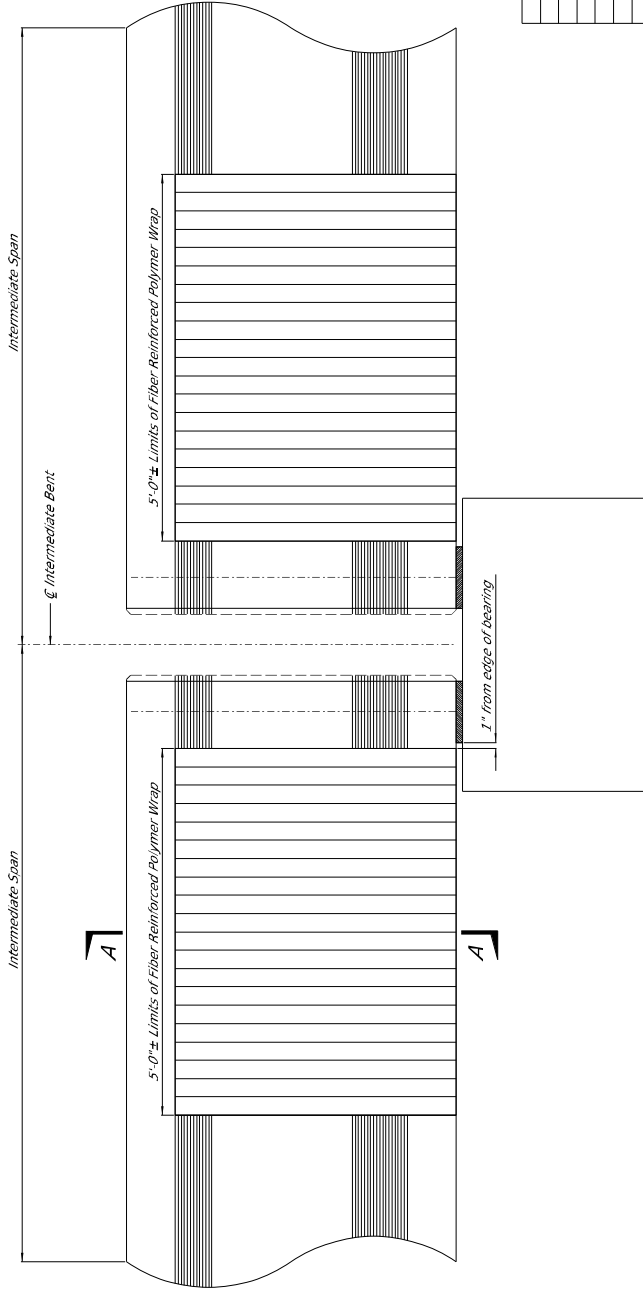 Intermediate Span
Intermediate Span
℄ Intermediate Bent
5'-0"± Limits of Fiber Reinforced Polymer Wrap
5'-0"± Limits of Fiber Reinforced Polymer Wrap
A
A
1" from edge of bearing